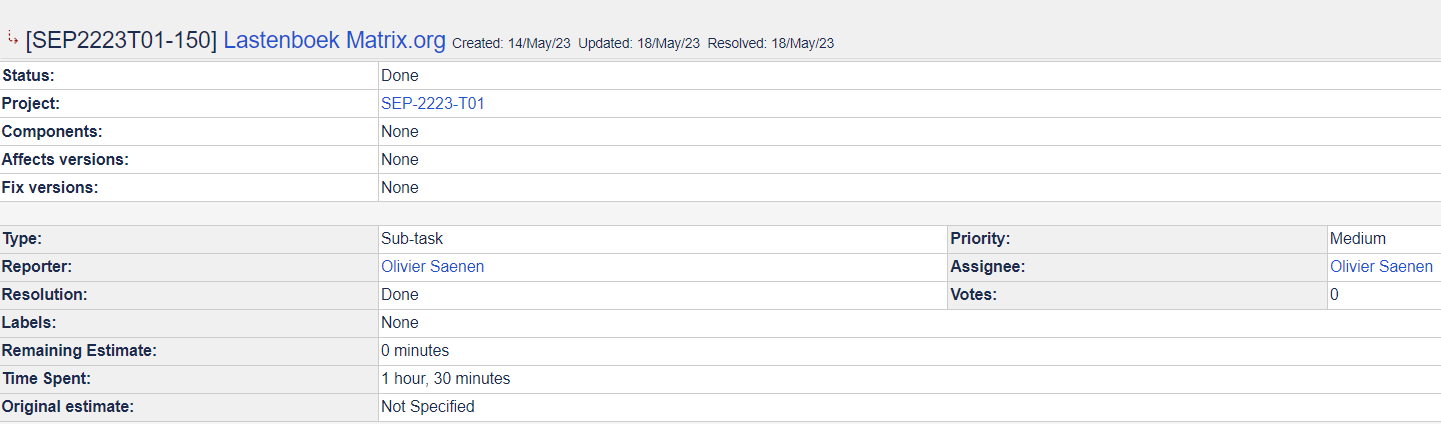 [SEP2223T01-150] Lastenboek Matrix.org Created: 14/May/23 Updated: 18/May/23 Resolved: 18/May/23
Status: Done
Project: SEP-2223-T01
Components: None
Affects versions: None
Fix versions: None
Type: Sub-task Priority: Medium
Reporter: Olivier Saenen Assignee: Olivier Saenen
Resolution: Done Votes: 0
Labels: None
Remaining Estimate: 0 minutes
Time Spent: 1 hour, 30 minutes
Original estimate: Not Specified